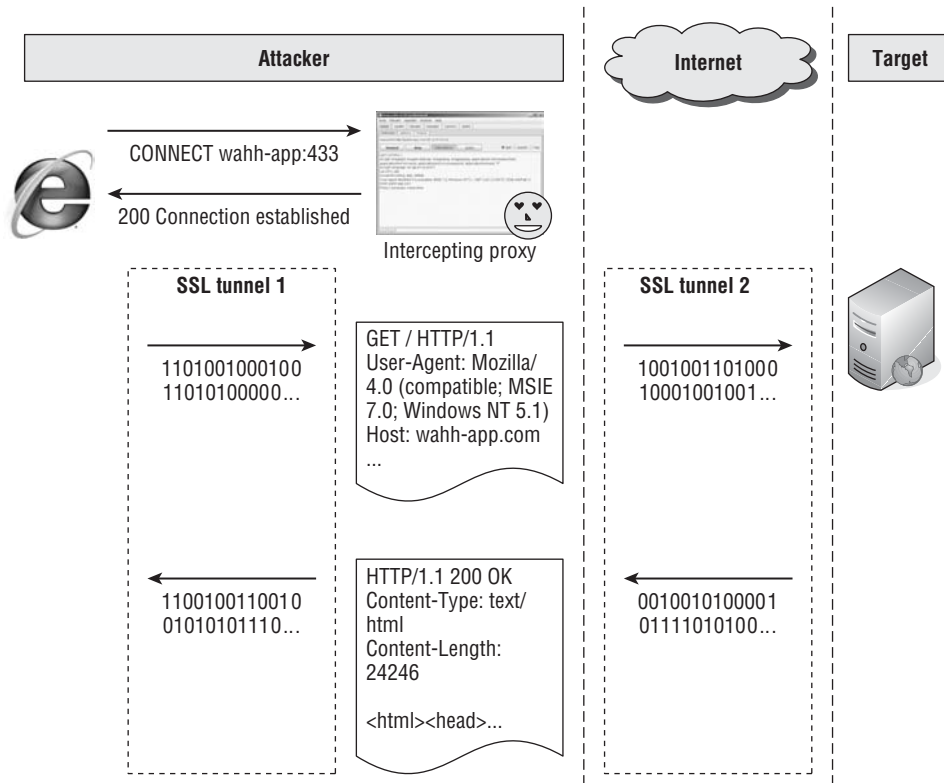 Attacker
Internet
Target
CONNECT wahh-app:433
200 Connection established
Intercepting proxy
SSL tunnel 1
1101001000100
11010100000...
GET / HTTP/1.1
User-Agent: Mozilla/
4.0 (compatible; MSIE
7.0; Windows NT 5.1)
Host: wahh-app.com
...
SSL tunnel 2
1001001101000
10001001001...
1100100110010
01010101110...
HTTP/1.1 200 OK
Content-Type: text/
html
Content-Length:
24246
<html><head>...
0010010100001
01111010100...